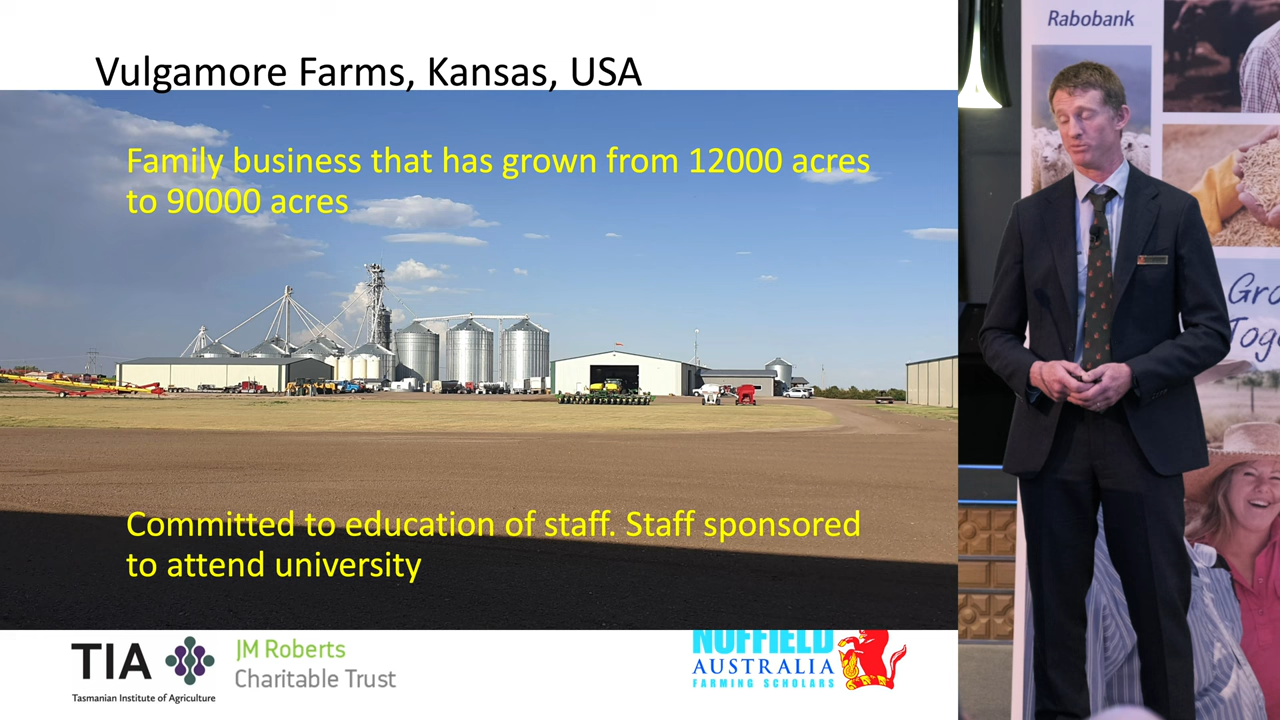 Vulgamore Farms, Kansas, USA
Family business that has grown from 12000 acres
to 90000 acres
Committed to education of staff. Staff sponsored
to attend university
TIA
Tasmanian Institute of Agriculture
JM Roberts
Charitable Trust
NUFFIELD
AUSTRALIA
FARMING SCHOLARS
Rabobank